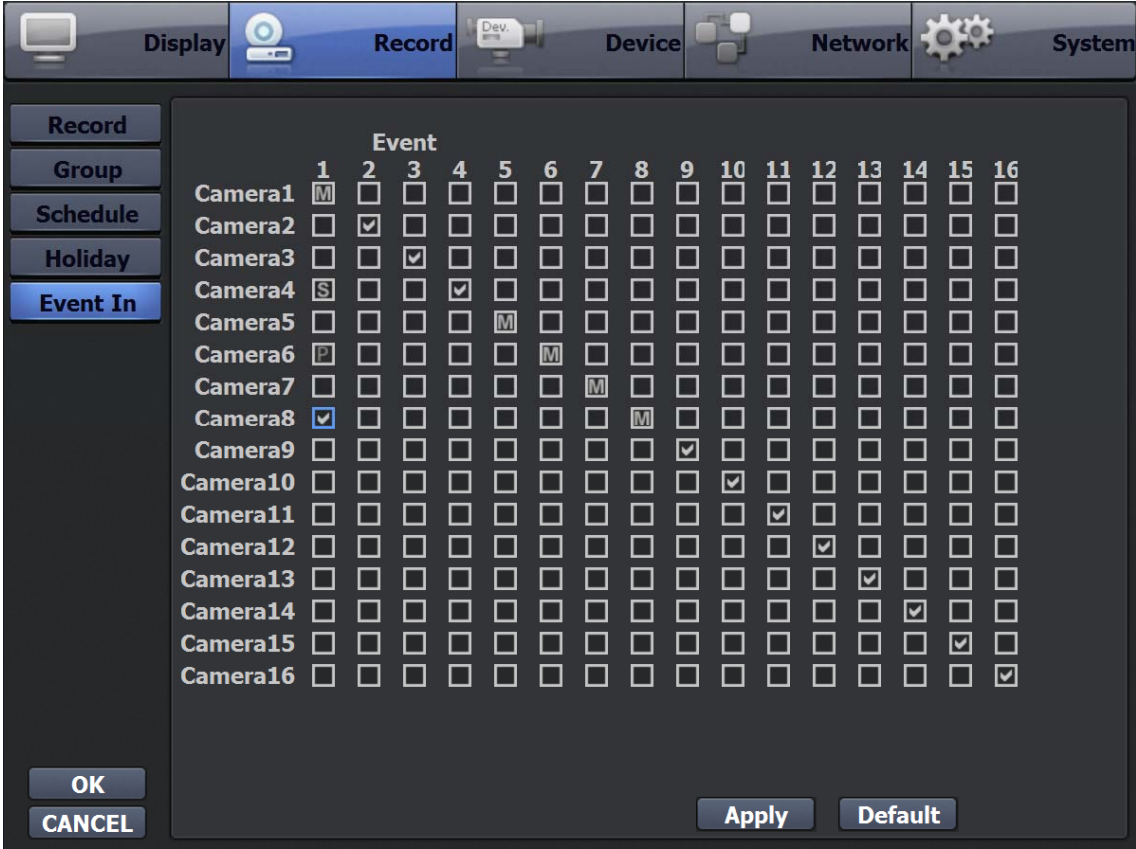 Display Record Dev. Device Network System
Record
Group
Schedule
Holiday
Event In
Event
1 2 3 4 5 6 7 8 9 10 11 12 13 14 15 16
Camera1 M
Camera2
Camera3
Camera4 S
Camera5 M
Camera6 P M
Camera7 M
Camera8 M
Camera9
Camera10
Camera11
Camera12
Camera13
Camera14
Camera15
Camera16
OK
CANCEL
Apply Default